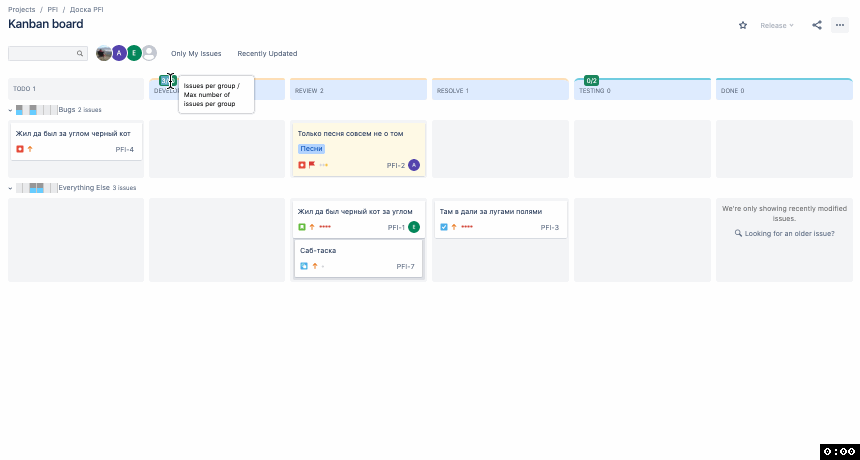 Projects / PFI / Доска PFI
Kanban board
Release
A E
Only My Issues
Recently Updated
0/2
Issues per group /
Max number of
issues per group
TODO 1
REVIEW 2
RESOLVE 1
TESTING 0
DONE 0
Bugs 2 issues
Жил да был за углом черный кот
PFI-4
Только песня совсем не о том
Песни
PFI-2 A
Everything Else 3 issues
Жил да был черный кот за углом
PFI-1 E
Саб-таска
PFI-7
Там в дали за лугами полями
PFI-3
We're only showing recently modified
issues.
Looking for an older issue?
0:00